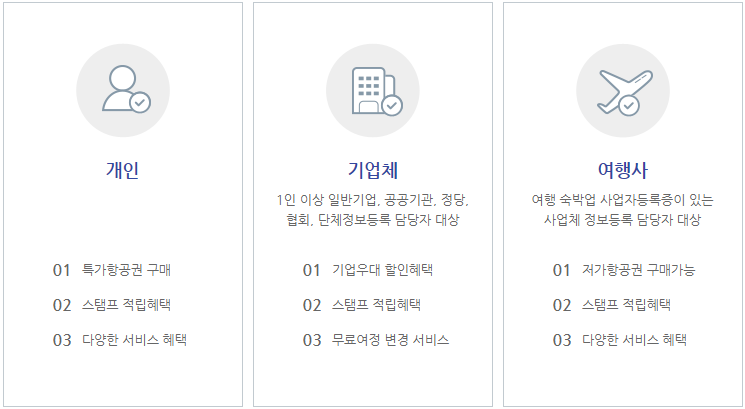 개인
01 특가항공권 구매
02 스탬프 적립혜택
03 다양한 서비스 혜택
기업체
1인 이상 일반기업, 공공기관, 정당,
협회, 단체정보등록 담당자 대상
01 기업우대 할인혜택
02 스탬프 적립혜택
03 무료여정 변경 서비스
여행사
여행 숙박업 사업자등록증이 있는
사업체 정보등록 담당자 대상
01 저가항공권 구매가능
02 스탬프 적립혜택
03 다양한 서비스 혜택